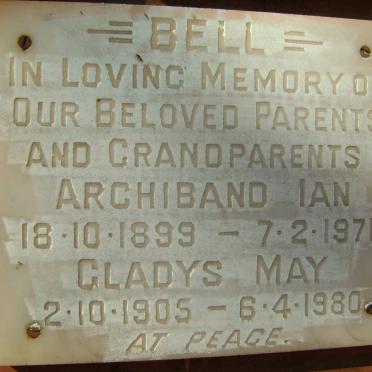 BELL
IN LOVING MEMORY O
OUR BELOVED PARENTS
AND GRANDPARENTS
ARCHIBAND IAN
18·10·1899 – 7·2·197
GLADYS MAY
2·10·1905 – 6·4·1980
AT PEACE.